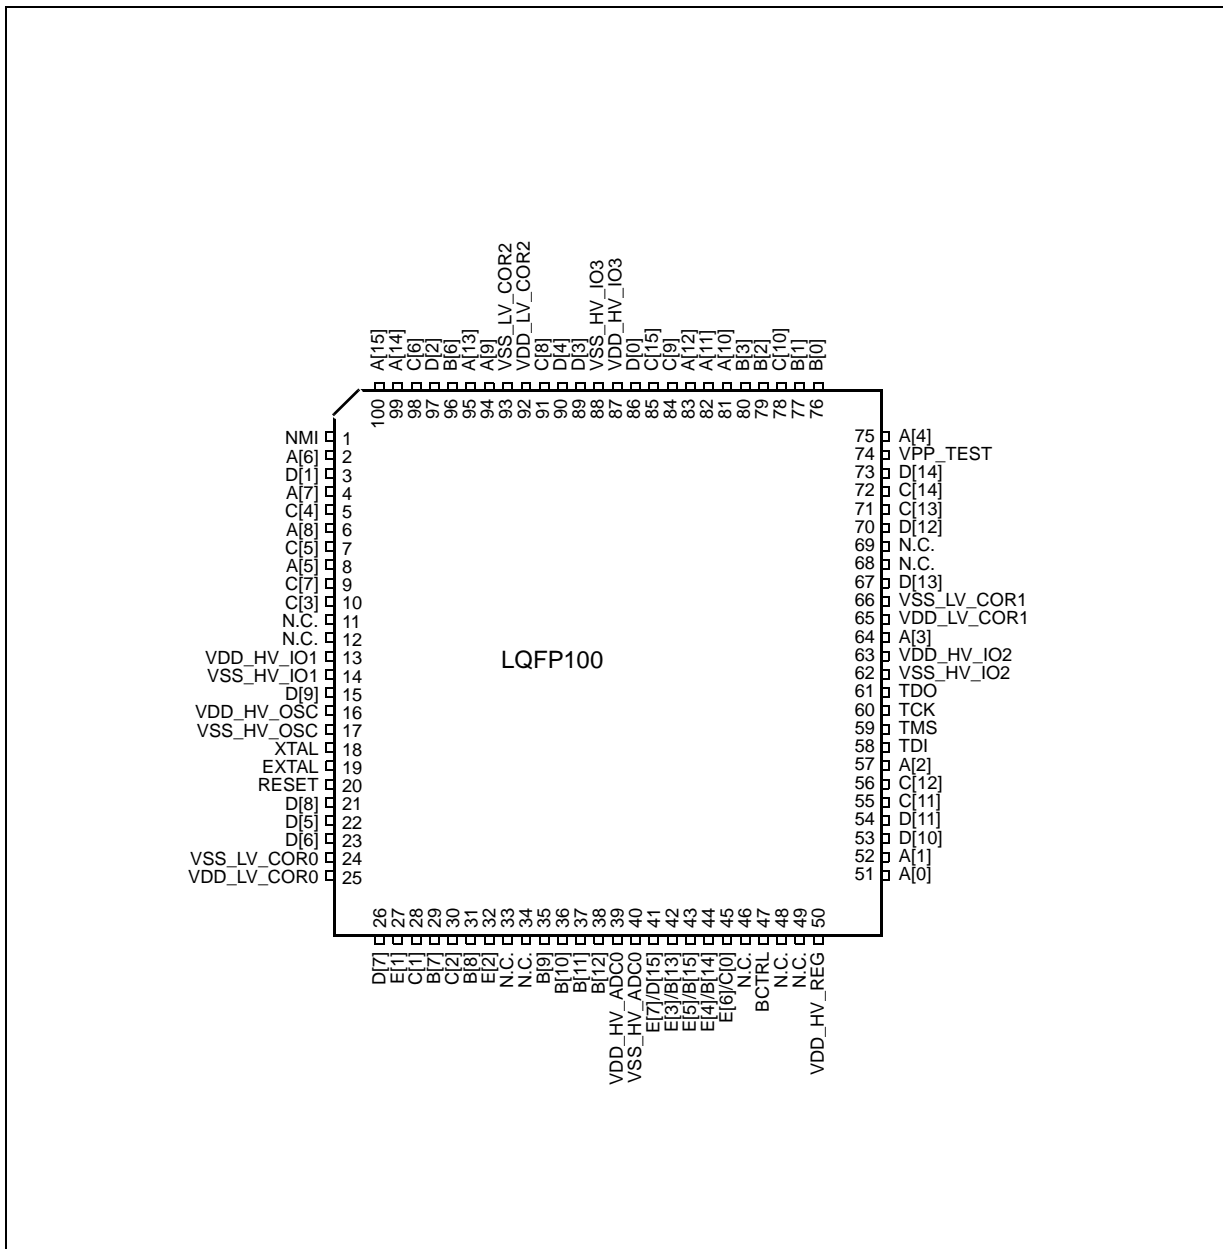 A[15]
A[14]
C[6]
D[2]
B[6]
A[13]
A[9]
VSS_LV_COR2
VDD_LV_COR2
C[8]
D[4]
D[3]
VSS_HV_IO3
VDD_HV_IO3
D[0]
C[15]
C[9]
A[12]
A[11]
A[10]
B[3]
B[2]
C[10]
B[1]
B[0]
100
99
98
97
96
95
94
93
92
91
90
89
88
87
86
85
84
83
82
81
80
79
78
77
76
NMI 1
A[6] 2
D[1] 3
A[7] 4
C[4] 5
A[8] 6
C[5] 7
A[5] 8
C[7] 9
C[3] 10
N.C. 11
N.C. 12
VDD_HV_IO1 13
VSS_HV_IO1 14
D[9] 15
VDD_HV_OSC 16
VSS_HV_OSC 17
XTAL 18
EXTAL 19
RESET 20
D[8] 21
D[5] 22
D[6] 23
VSS_LV_COR0 24
VDD_LV_COR0 25
LQFP100
75 A[4]
74 VPP_TEST
73 D[14]
72 C[14]
71 C[13]
70 D[12]
69 N.C.
68 N.C.
67 D[13]
66 VSS_LV_COR1
65 VDD_LV_COR1
64 A[3]
63 VDD_HV_IO2
62 VSS_HV_IO2
61 TDO
60 TCK
59 TMS
58 TDI
57 A[2]
56 C[12]
55 C[11]
54 D[11]
53 D[10]
52 A[1]
51 A[0]
26
27
28
29
30
31
32
33
34
35
36
37
38
39
40
41
42
43
44
45
46
47
48
49
50
D[7]
E[1]
C[1]
B[7]
C[2]
B[8]
E[2]
N.C.
N.C.
B[9]
B[10]
B[11]
B[12]
VDD_HV_ADC0
VSS_HV_ADC0
E[7]/D[15]
E[3]/B[13]
E[5]/B[15]
E[4]/B[14]
E[6]/C[0]
N.C.
BCTRL
N.C.
N.C.
VDD_HV_REG